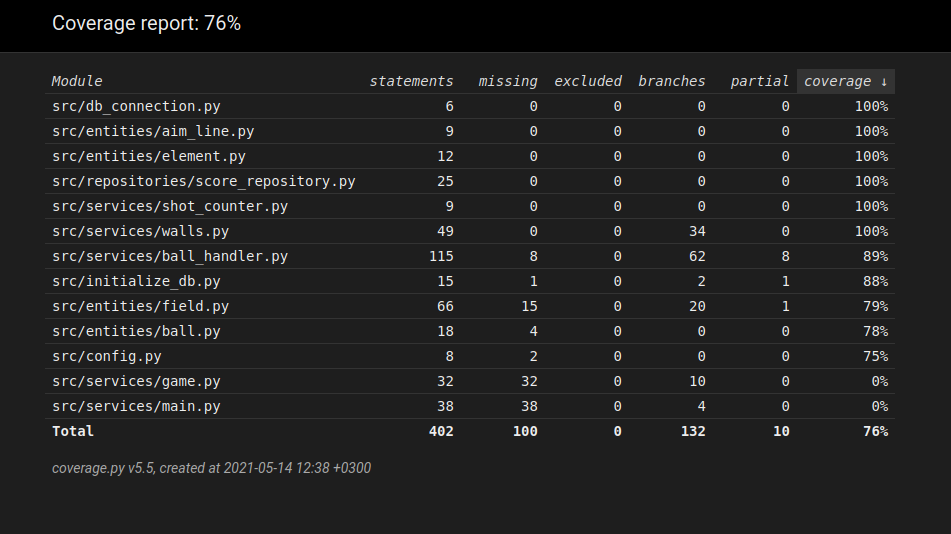 Coverage report: 76%
Module statements missing excluded branches partial coverage ↓
src/db_connection.py 6 0 0 0 0 100%
src/entities/aim_line.py 9 0 0 0 0 100%
src/entities/element.py 12 0 0 0 0 100%
src/repositories/score_repository.py 25 0 0 0 0 100%
src/services/shot_counter.py 9 0 0 0 0 100%
src/services/walls.py 49 0 0 34 0 100%
src/services/ball_handler.py 115 8 0 62 8 89%
src/initialize_db.py 15 1 0 2 1 88%
src/entities/field.py 66 15 0 20 1 79%
src/entities/ball.py 18 4 0 0 0 78%
src/config.py 8 2 0 0 0 75%
src/services/game.py 32 32 0 10 0 0%
src/services/main.py 38 38 0 4 0 0%
Total 402 100 0 132 10 76%
coverage.py v5.5, created at 2021-05-14 12:38 +0300